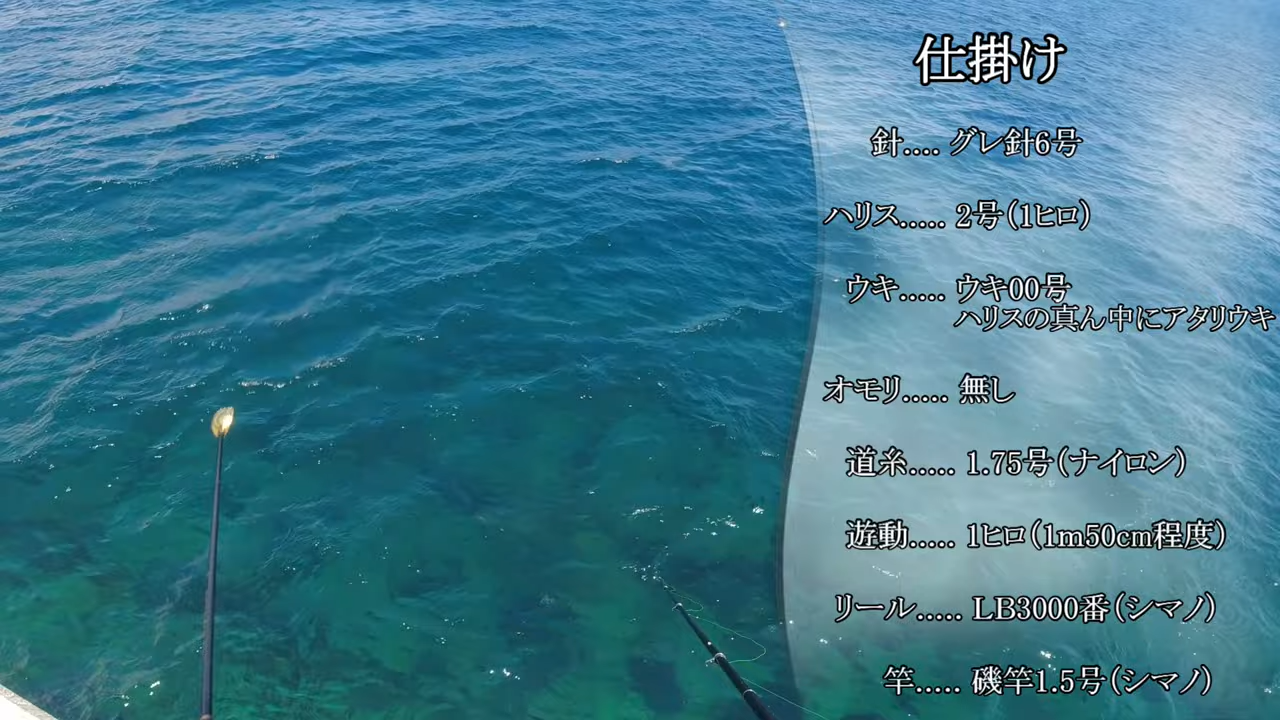 仕掛け
針.... グレ針6号
ハリス..... 2号(1ヒロ)
ウキ..... ウキ00号
ハリスの真ん中にアタリウキ
オモリ..... 無し
道糸..... 1.75号(ナイロン)
遊動..... 1ヒロ(1m50cm程度)
リール..... LB3000番(シマノ)
竿..... 磯竿1.5号(シマノ)